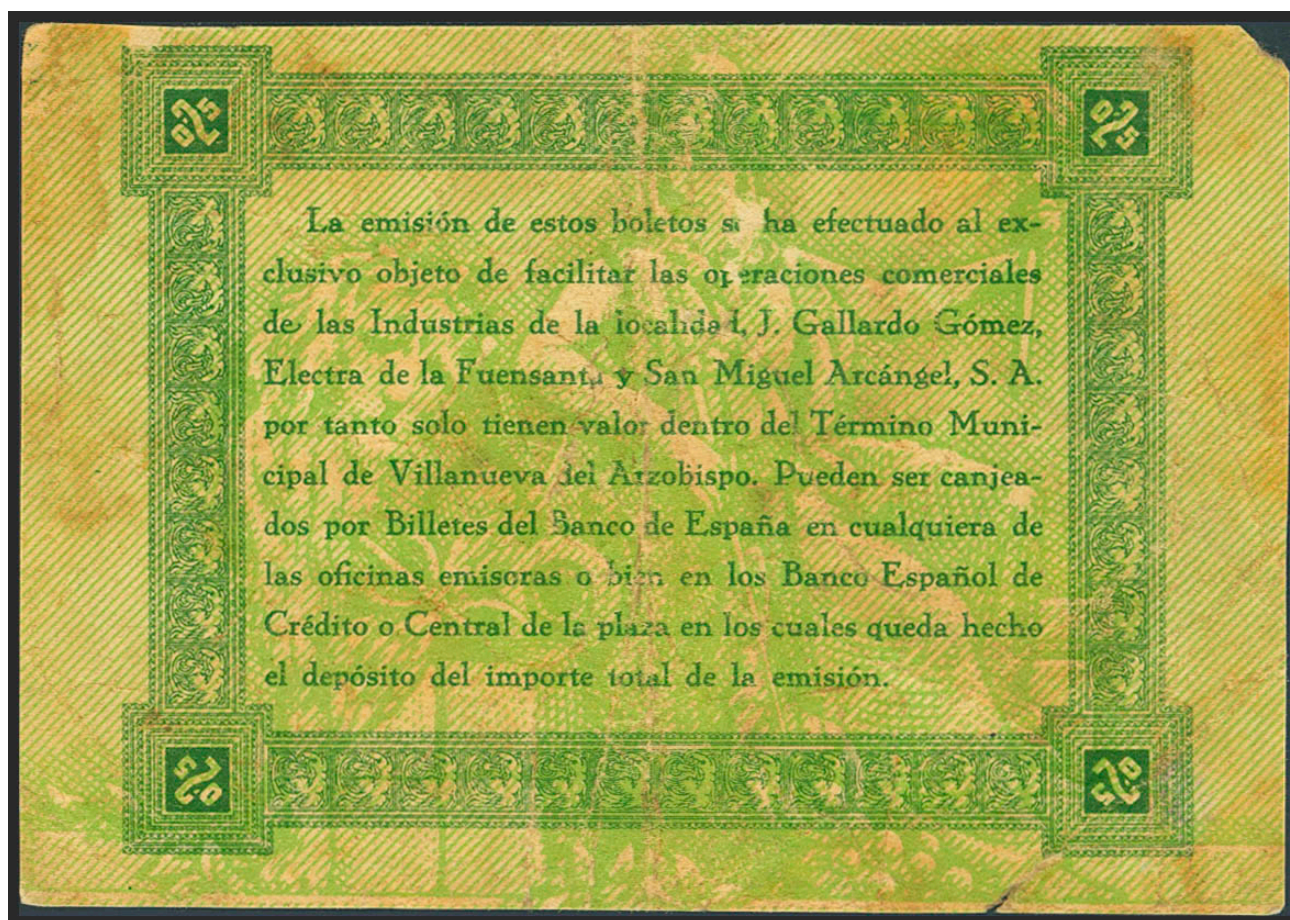 La emisión de estos boletos se ha efectuado al ex-
clusivo objeto de facilitar las operaciones comerciales
de las Industrias de la localidad, J. Gallardo Gómez,
Electra de la Fuensanta y San Miguel Arcángel, S. A.
por tanto solo tienen valor dentro del Término Muni-
cipal de Villanueva del Arzobispo. Pueden ser canjea-
dos por Billetes del Banco de España en cualquiera de
las oficinas emisoras o bien en los Banco Español de
Crédito o Central de la plaza en los cuales queda hecho
el depósito del importe total de la emisión.